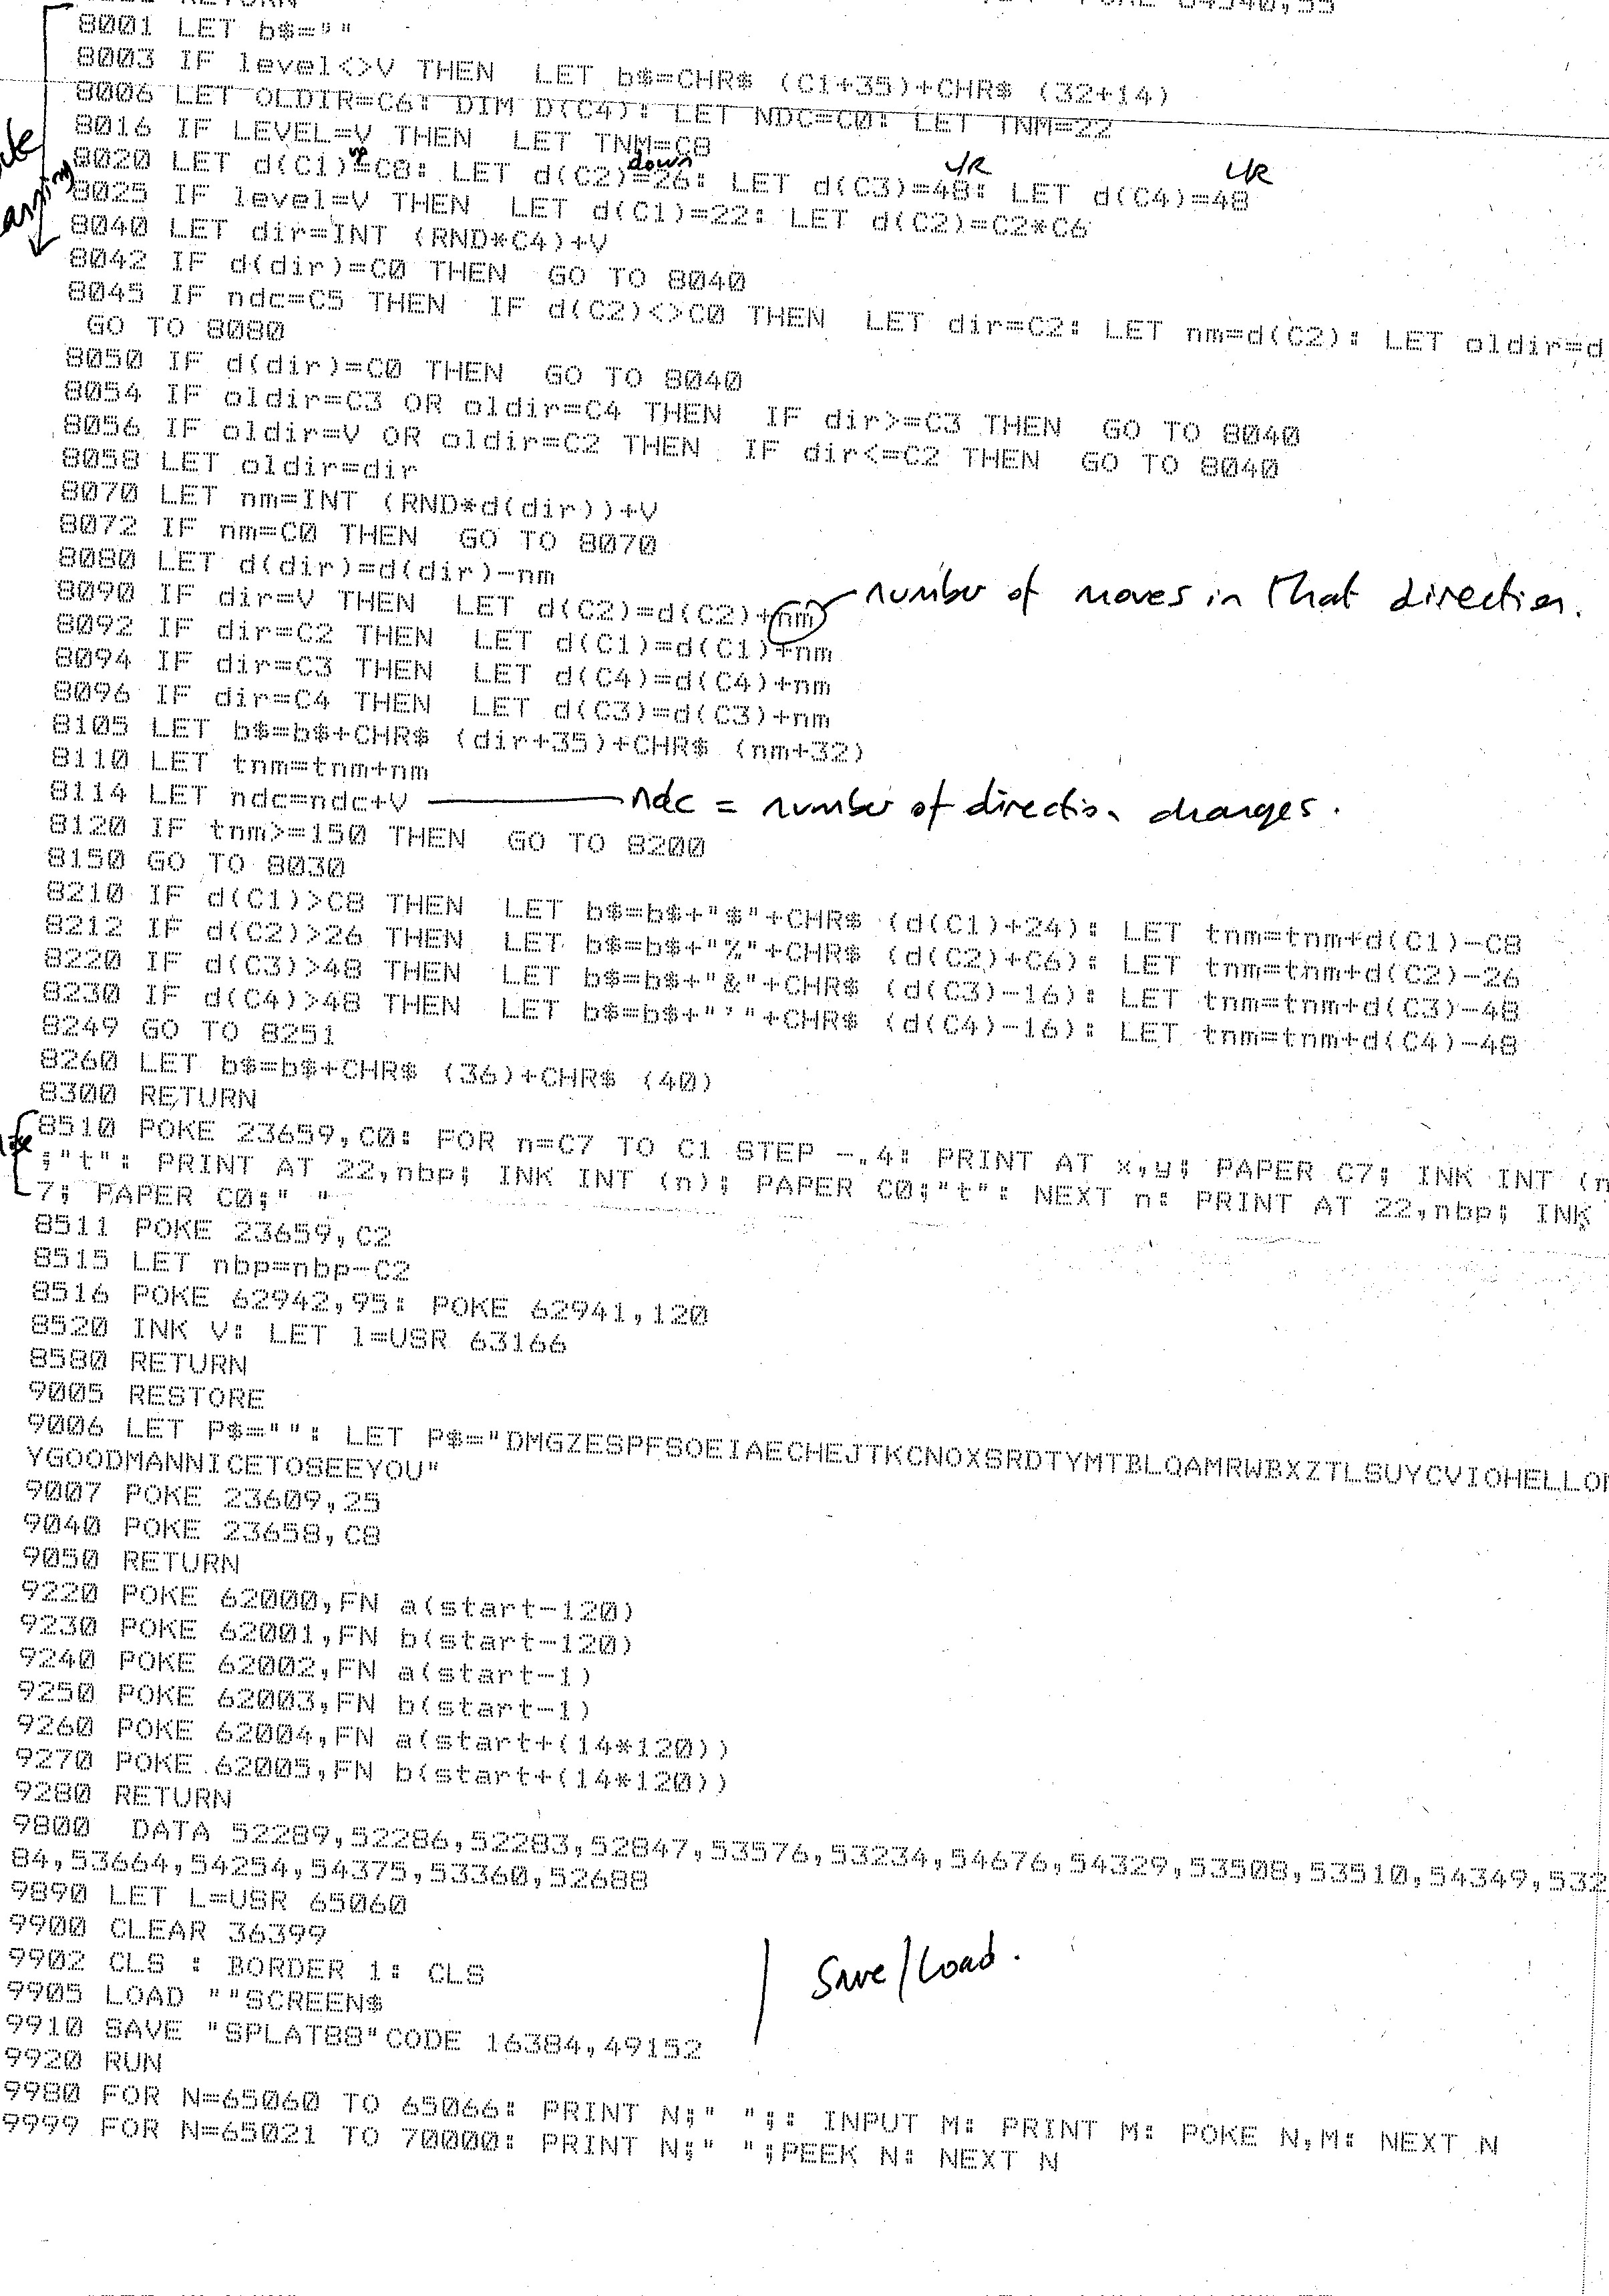 RETURN POKE 64340,55
8001 LET b$=""
8003 IF level<>V THEN LET b$=CHR$ (C1+35)+CHR$ (32+14)
8006 LET OLDIR=C6: DIM D(C4): LET NDC=C0: LET TNM=22
8016 IF LEVEL=V THEN LET TNM=C8
up down L/R L/R
8020 LET d(C1)=C8: LET d(C2)=26: LET d(C3)=48: LET d(C4)=48
8025 IF level=V THEN LET d(C1)=22: LET d(C2)=C2*C6
8040 LET dir=INT (RND*C4)+V
8042 IF d(dir)=C0 THEN GO TO 8040
8045 IF ndc=C5 THEN IF d(C2)<>C0 THEN LET dir=C2: LET nm=d(C2): LET oldir=d
GO TO 8080
8050 IF d(dir)=C0 THEN GO TO 8040
8054 IF oldir=C3 OR oldir=C4 THEN IF dir>=C3 THEN GO TO 8040
8056 IF oldir=V OR oldir=C2 THEN IF dir<=C2 THEN GO TO 8040
8058 LET oldir=dir
8070 LET nm=INT (RND*d(dir))+V
8072 IF nm=C0 THEN GO TO 8070
8080 LET d(dir)=d(dir)-nm
8090 IF dir=V THEN LET d(C2)=d(C2)+nm number of moves in that direction.
8092 IF dir=C2 THEN LET d(C1)=d(C1)+nm
8094 IF dir=C3 THEN LET d(C4)=d(C4)+nm
8096 IF dir=C4 THEN LET d(C3)=d(C3)+nm
8105 LET b$=b$+CHR$ (dir+35)+CHR$ (nm+32)
8110 LET tnm=tnm+nm
8114 LET ndc=ndc+V ndc = number of direction changes.
8120 IF tnm>=150 THEN GO TO 8200
8150 GO TO 8030
8210 IF d(C1)>C8 THEN LET b$=b$+"$"+CHR$ (d(C1)+24): LET tnm=tnm+d(C1)-C8
8212 IF d(C2)>26 THEN LET b$=b$+"%"+CHR$ (d(C2)+C6): LET tnm=tnm+d(C2)-26
8220 IF d(C3)>48 THEN LET b$=b$+"&"+CHR$ (d(C3)-16): LET tnm=tnm+d(C3)-48
8230 IF d(C4)>48 THEN LET b$=b$+"'"+CHR$ (d(C4)-16): LET tnm=tnm+d(C4)-48
8249 GO TO 8251
8260 LET b$=b$+CHR$ (36)+CHR$ (40)
8300 RETURN
8510 POKE 23659,C0: FOR n=C7 TO C1 STEP -.4: PRINT AT x,y; PAPER C7; INK INT (n
;"t": PRINT AT 22,nbp; INK INT (n); PAPER C0;"t": NEXT n: PRINT AT 22,nbp; INK
7; PAPER C0;" "
8511 POKE 23659,C2
8515 LET nbp=nbp-C2
8516 POKE 62942,95: POKE 62941,120
8520 INK V: LET l=USR 63166
8580 RETURN
9005 RESTORE
9006 LET P$="": LET P$="DMGZESPFSOEIAECHEJTKCNOXSRDTYMTBLQAMRWBXZTLSUYCVIOHELLO
YGOODMANNICETOSEEYOU"
9007 POKE 23609,25
9040 POKE 23658,C8
9050 RETURN
9220 POKE 62000,FN a(start-120)
9230 POKE 62001,FN b(start-120)
9240 POKE 62002,FN a(start-1)
9250 POKE 62003,FN b(start-1)
9260 POKE 62004,FN a(start+(14*120))
9270 POKE 62005,FN b(start+(14*120))
9280 RETURN
9800 DATA 52289,52286,52283,52847,53576,53234,54676,54329,53508,53510,54349,532
84,53664,54254,54375,53360,52688
9890 LET L=USR 65060
9900 CLEAR 36399
9902 CLS : BORDER 1: CLS
9905 LOAD ""SCREEN$
Save/Load.
9910 SAVE "SPLAT88"CODE 16384,49152
9920 RUN
9980 FOR N=65060 TO 65066: PRINT N;" ";: INPUT M: PRINT M: POKE N,M: NEXT N
9999 FOR N=65021 TO 70000: PRINT N;" ";PEEK N: NEXT N